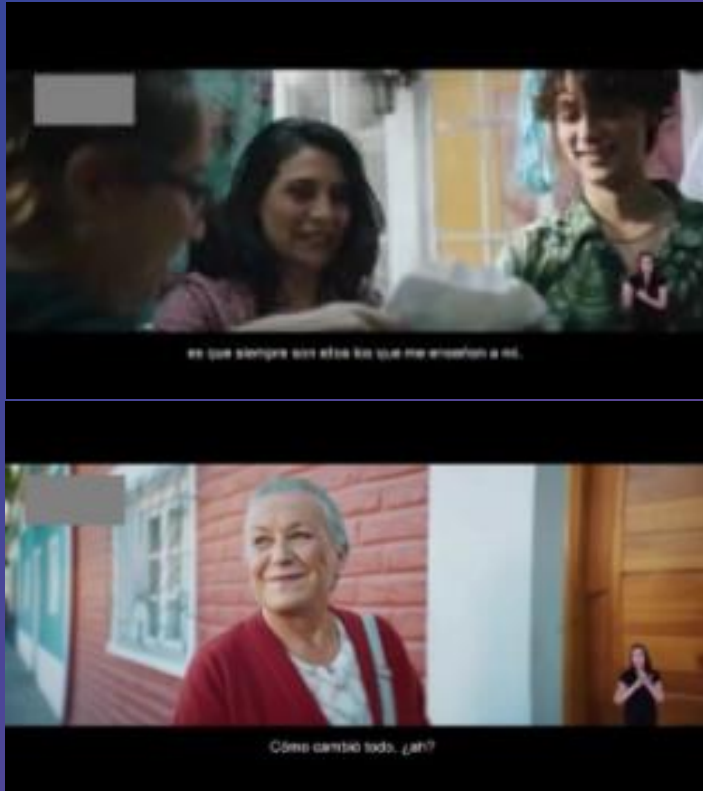 es que siempre son ellos los que me enseñan a mí.
Cómo cambió todo, ¿ah?